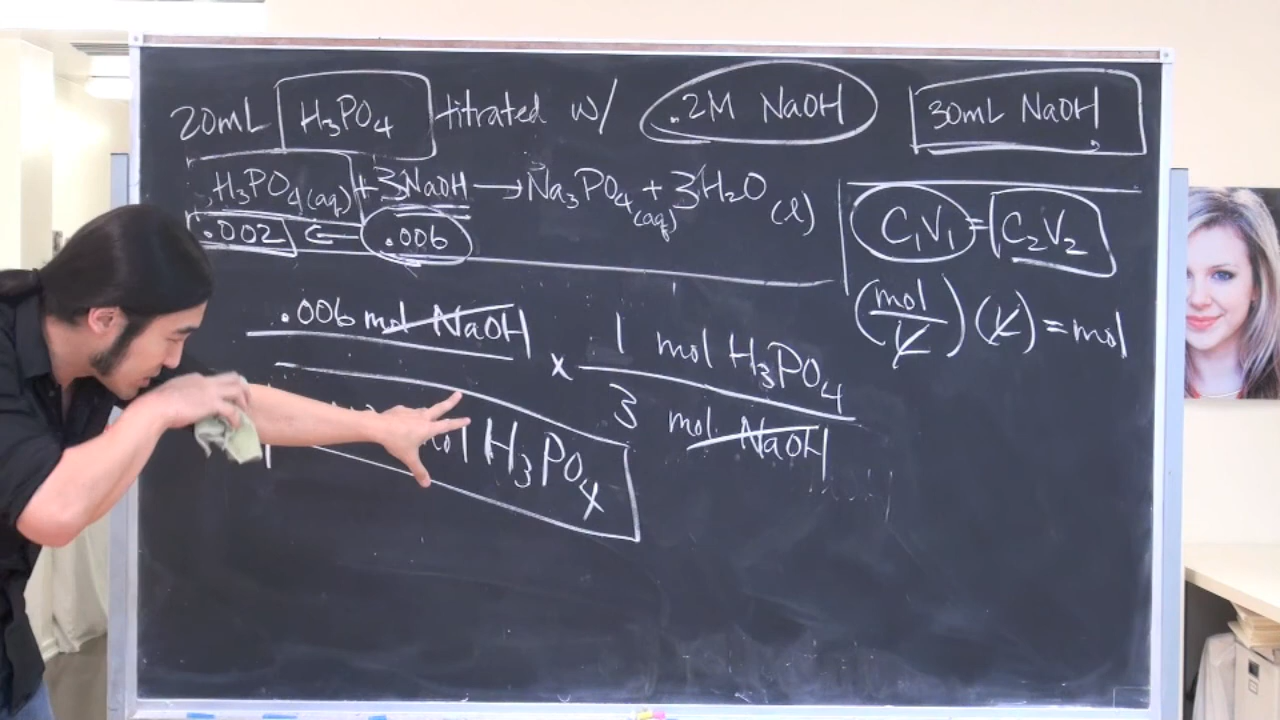 20mL H₃PO₄ titrated w/ .2M NaOH 30mL NaOH
H₃PO₄(aq) + 3NaOH → Na₃PO₄(aq) + 3H₂O(l)
.002 ← .006
C₁V₁ = C₂V₂
(mol/L)(L) = mol
.006 mol NaOH × 1 mol H₃PO₄
3 mol NaOH
mol H₃PO₄